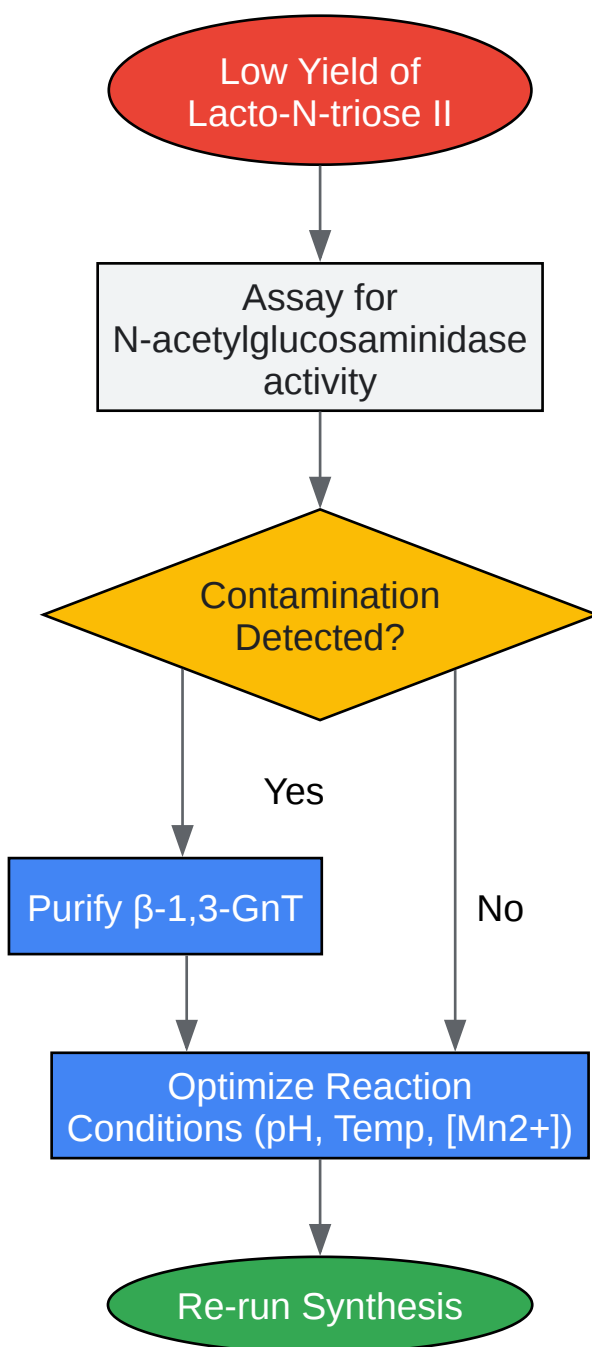 Low Yield of
Lacto-N-triose II
Assay for
N-acetylglucosaminidase
activity
Contamination
Detected?
Yes
Purify β-1,3-GnT
No
Optimize Reaction
Conditions (pH, Temp, [Mn2+])
Re-run Synthesis